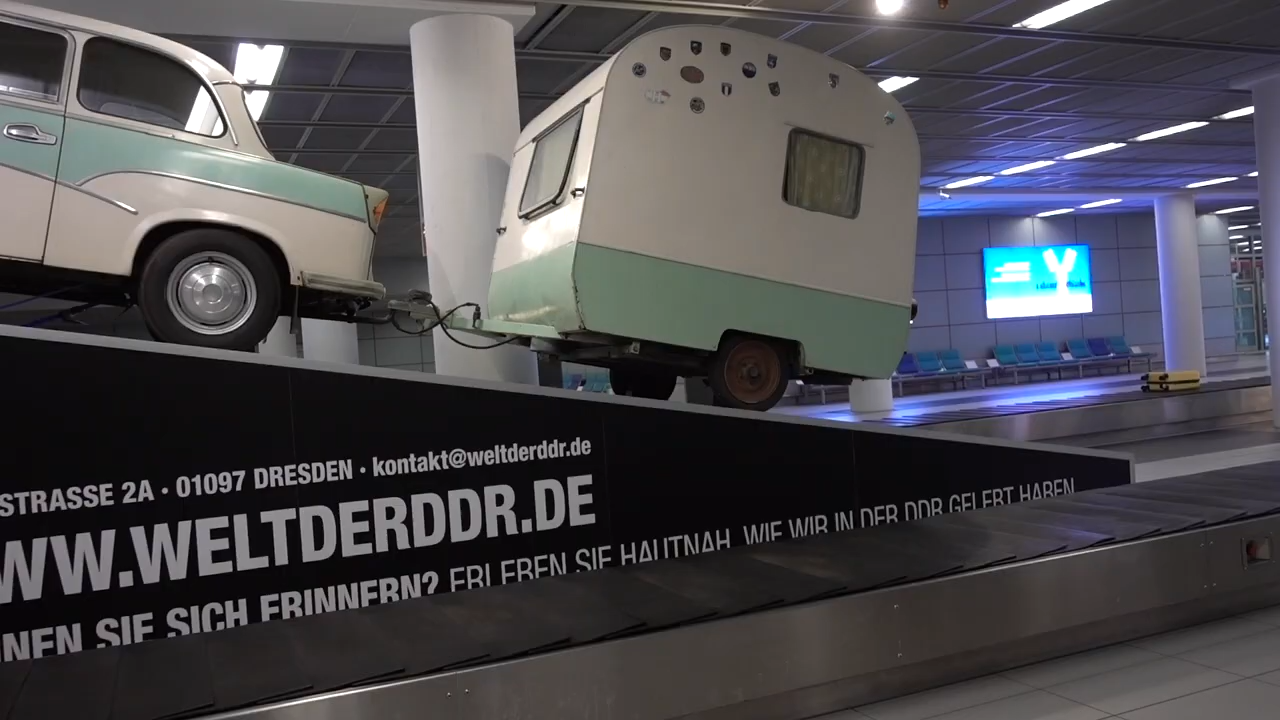 STRASSE 2A · 01097 DRESDEN · kontakt@weltderddr.de
WW.WELTDERDDR.DE
NEN SIE SICH ERINNERN? ERLEBEN SIE HAUTNAH, WIE WIR IN DER DDR GELEBT HABEN